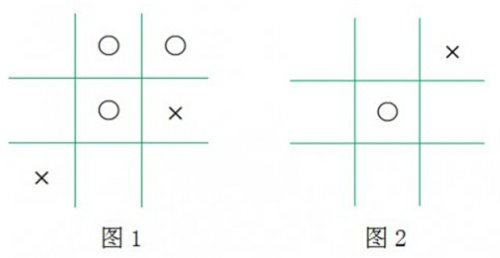 ○ ○ ×
○ × ○
×
图 1 图 2